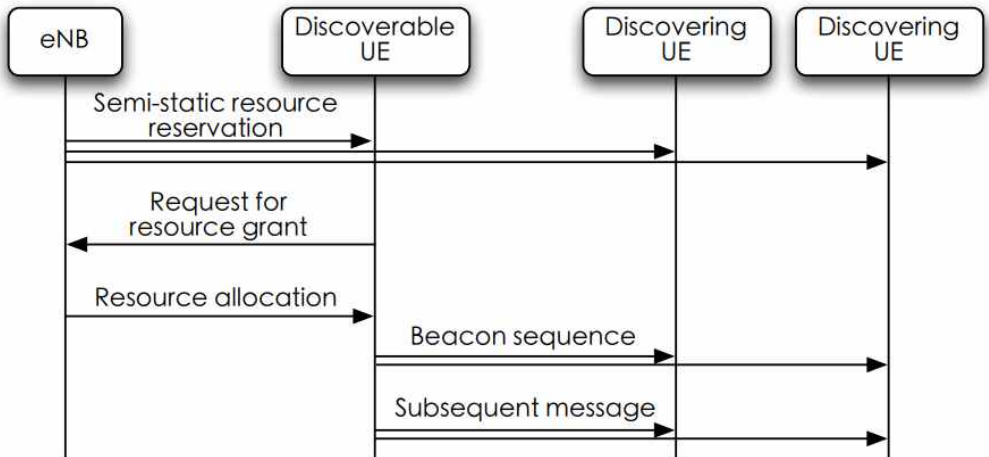 eNB
Discoverable
UE
Discovering
UE
Discovering
UE
Semi-static resource
reservation
Request for
resource grant
Resource allocation
Beacon sequence
Subsequent message